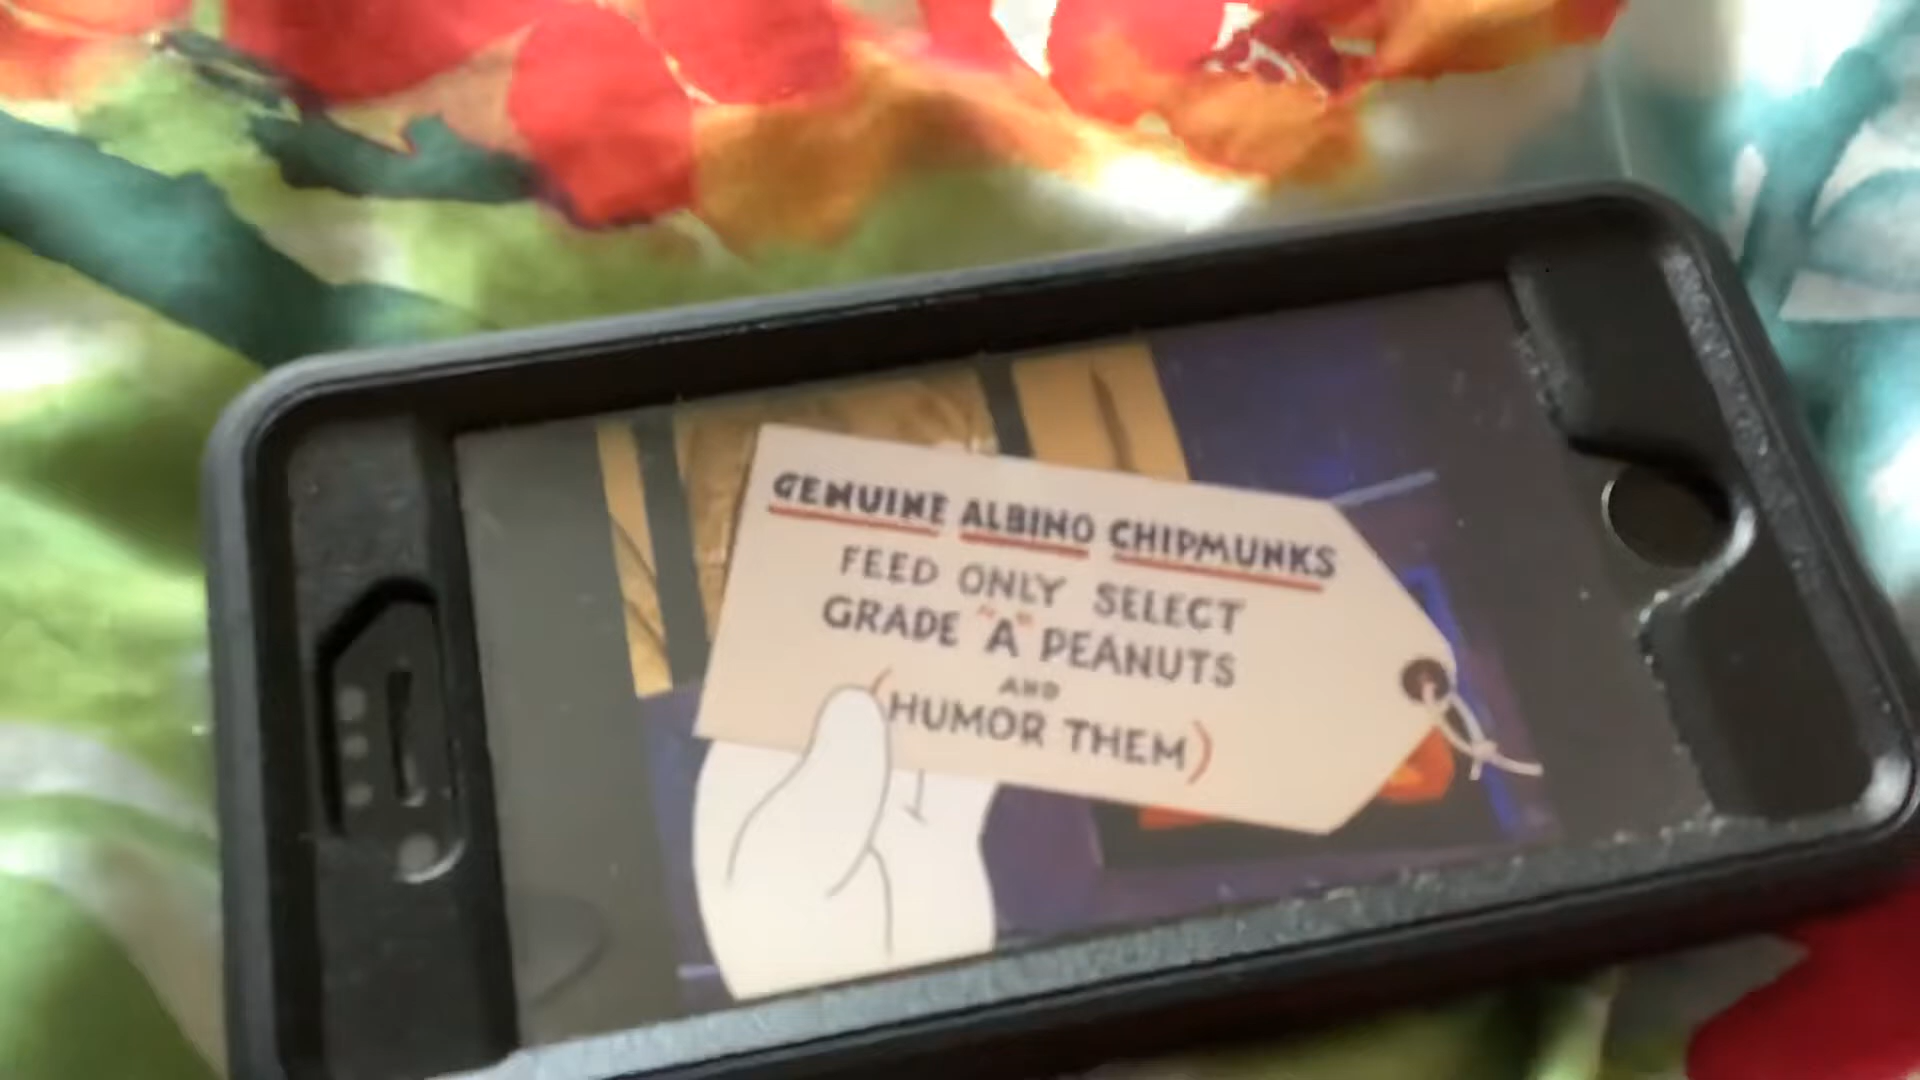 GENUINE ALBINO CHIPMUNKS
FEED ONLY SELECT
GRADE "A" PEANUTS
AND
(HUMOR THEM)